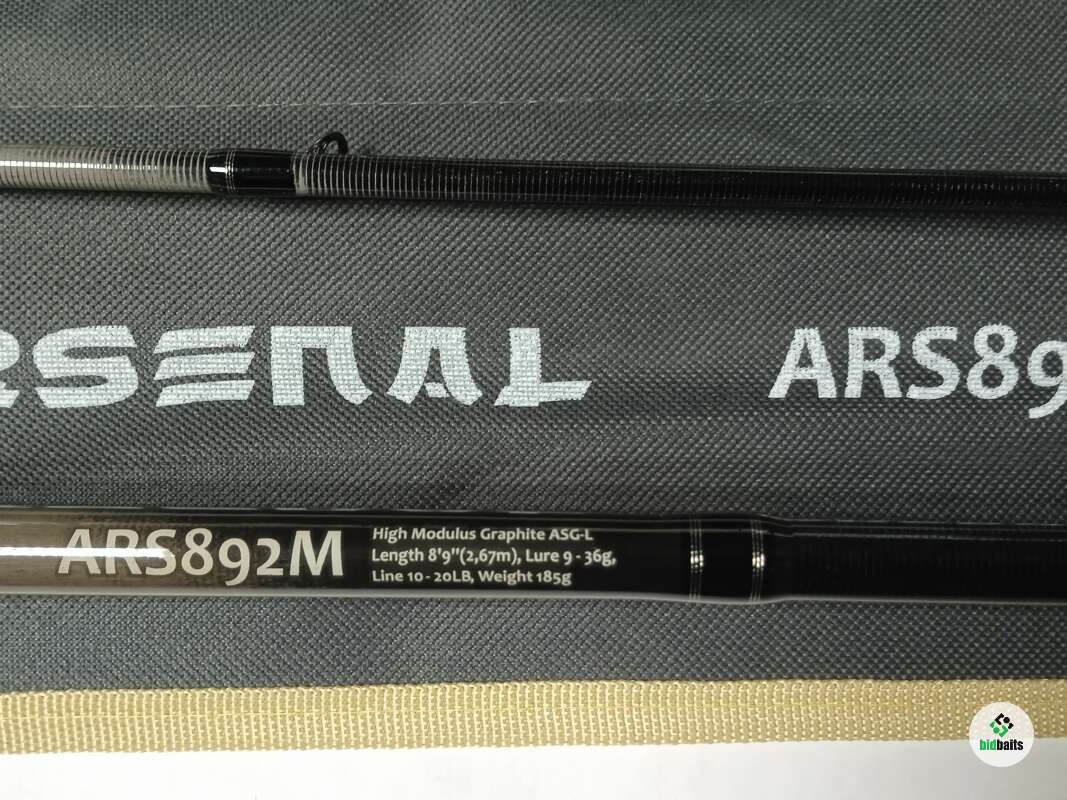 RSENAL ARS89
ARS892M
High Modulus Graphite ASG-L
Length 8'9"(2,67m), Lure 9 - 36g,
Line 10 - 20LB, Weight 185g
bidbaits